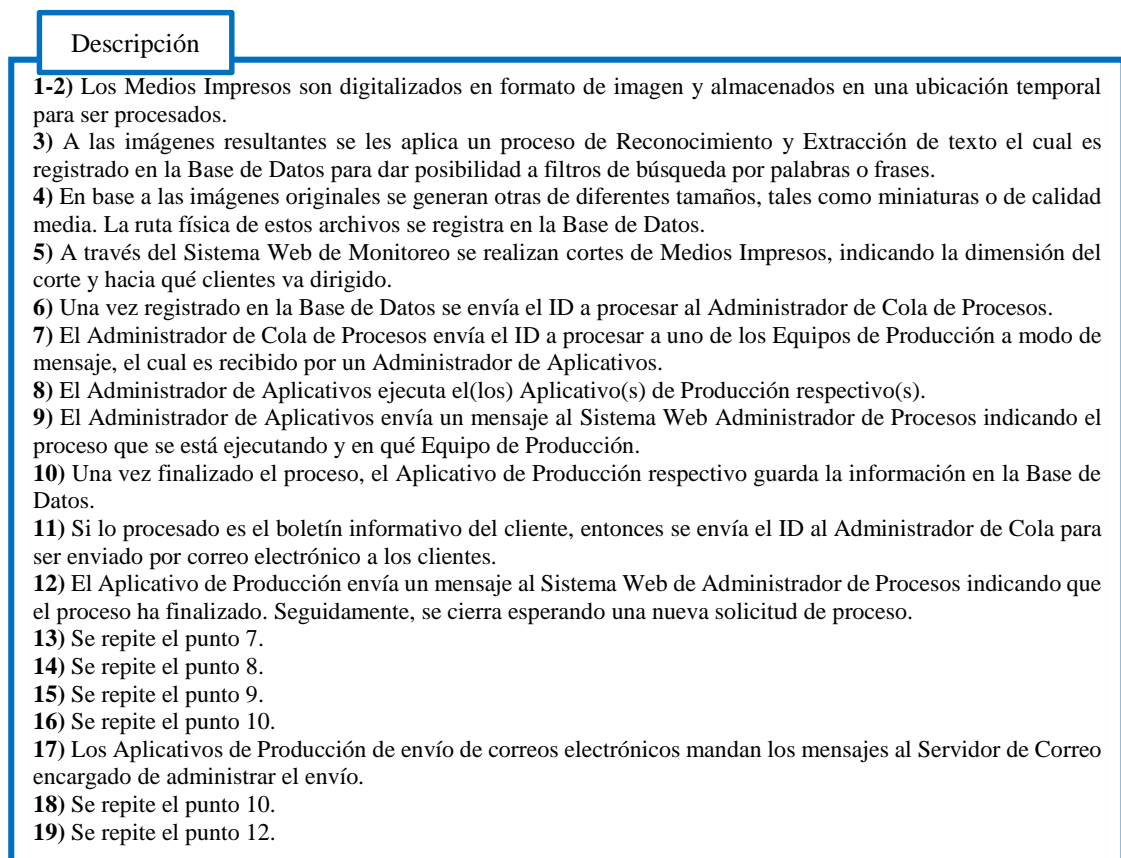 Descripción
1-2) Los Medios Impresos son digitalizados en formato de imagen y almacenados en una ubicación temporal
para ser procesados.
3) A las imágenes resultantes se les aplica un proceso de Reconocimiento y Extracción de texto el cual es
registrado en la Base de Datos para dar posibilidad a filtros de búsqueda por palabras o frases.
4) En base a las imágenes originales se generan otras de diferentes tamaños, tales como miniaturas o de calidad
media. La ruta física de estos archivos se registra en la Base de Datos.
5) A través del Sistema Web de Monitoreo se realizan cortes de Medios Impresos, indicando la dimensión del
corte y hacia qué clientes va dirigido.
6) Una vez registrado en la Base de Datos se envía el ID a procesar al Administrador de Cola de Procesos.
7) El Administrador de Cola de Procesos envía el ID a procesar a uno de los Equipos de Producción a modo de
mensaje, el cual es recibido por un Administrador de Aplicativos.
8) El Administrador de Aplicativos ejecuta el(los) Aplicativo(s) de Producción respectivo(s).
9) El Administrador de Aplicativos envía un mensaje al Sistema Web Administrador de Procesos indicando el
proceso que se está ejecutando y en qué Equipo de Producción.
10) Una vez finalizado el proceso, el Aplicativo de Producción respectivo guarda la información en la Base de
Datos.
11) Si lo procesado es el boletín informativo del cliente, entonces se envía el ID al Administrador de Cola para
ser enviado por correo electrónico a los clientes.
12) El Aplicativo de Producción envía un mensaje al Sistema Web de Administrador de Procesos indicando que
el proceso ha finalizado. Seguidamente, se cierra esperando una nueva solicitud de proceso.
13) Se repite el punto 7.
14) Se repite el punto 8.
15) Se repite el punto 9.
16) Se repite el punto 10.
17) Los Aplicativos de Producción de envío de correos electrónicos mandan los mensajes al Servidor de Correo
encargado de administrar el envío.
18) Se repite el punto 10.
19) Se repite el punto 12.